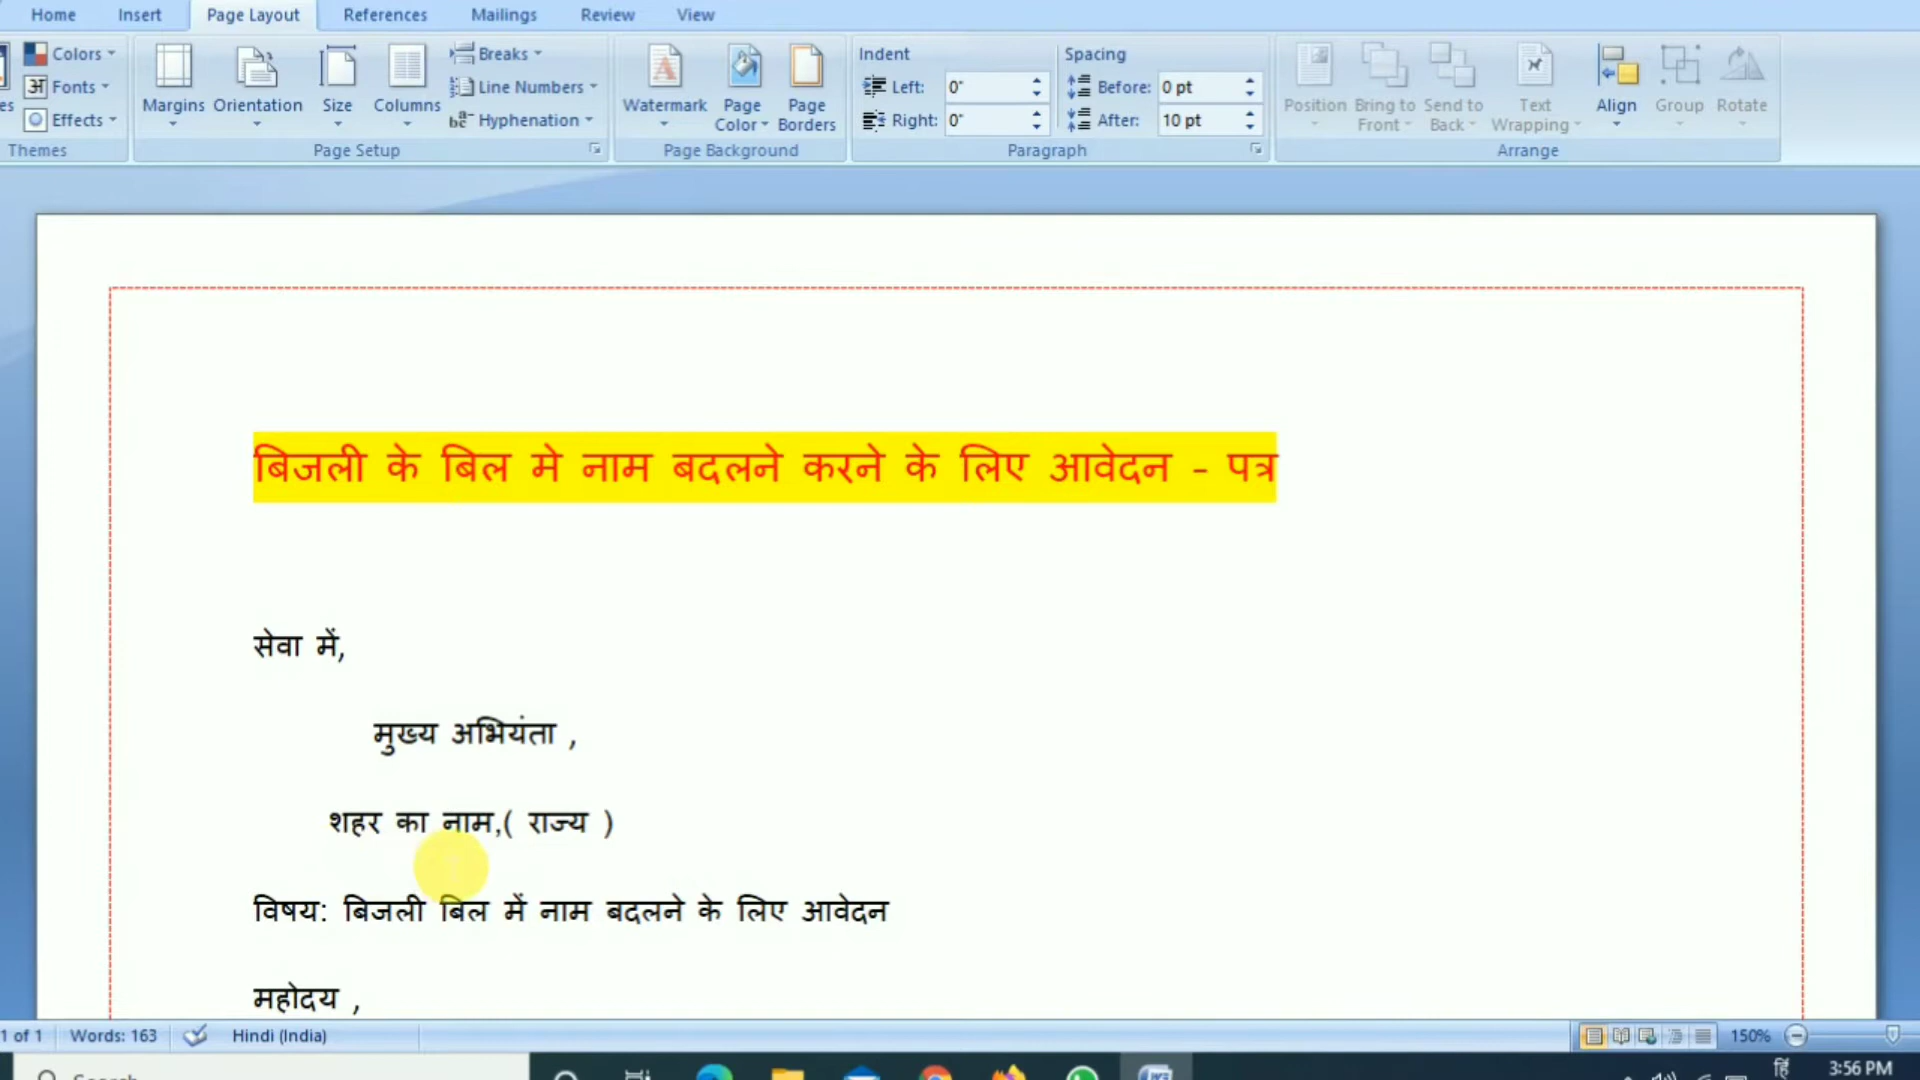 Home Insert Page Layout References Mailings Review View
Colors Fonts Effects
Themes
Margins Orientation Size Columns
Breaks
Line Numbers
Hyphenation
Page Setup
Watermark Page Color Page Borders
Page Background
Indent Spacing
Left: 0" Before: 0 pt
Right: 0" After: 10 pt
Paragraph
Position Bring to Front Send to Back Text Wrapping Align Group Rotate
Arrange
बिजली के बिल मे नाम बदलने करने के लिए आवेदन - पत्र
सेवा में,
मुख्य अभियंता ,
शहर का नाम,( राज्य )
विषय: बिजली बिल में नाम बदलने के लिए आवेदन
महोदय ,
1 of 1 Words: 163 Hindi (India) 150%
Search हिं 3:56 PM